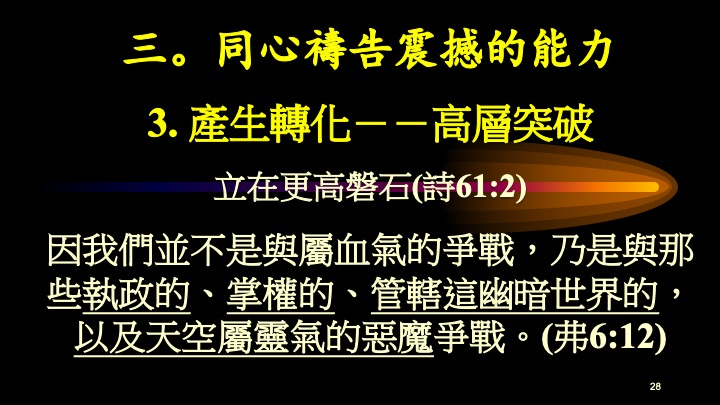 三。同心禱告震撼的能力
3. 產生轉化－－高層突破
立在更高磐石(詩61:2)
因我們並不是與屬血氣的爭戰，乃是與那
些執政的、掌權的、管轄這幽暗世界的，
以及天空屬靈氣的惡魔爭戰。(弗6:12)
28